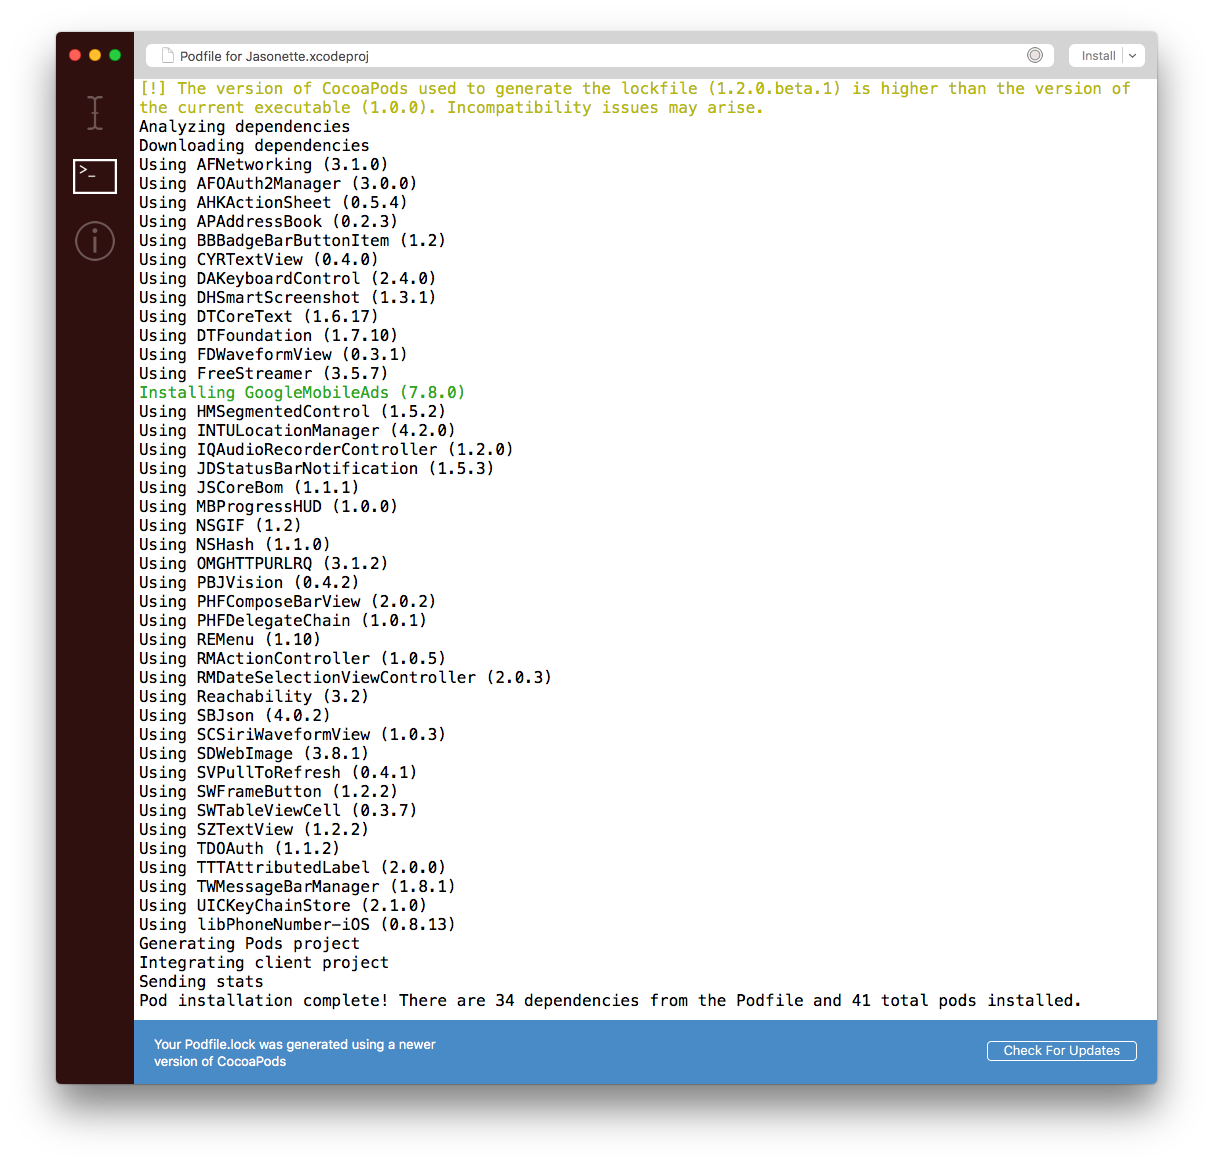 Podfile for Jasonette.xcodeproj
Install
[!] The version of CocoaPods used to generate the lockfile (1.2.0.beta.1) is higher than the version of
the current executable (1.0.0). Incompatibility issues may arise.
Analyzing dependencies
Downloading dependencies
Using AFNetworking (3.1.0)
Using AFOAuth2Manager (3.0.0)
Using AHKActionSheet (0.5.4)
Using APAddressBook (0.2.3)
Using BBBadgeBarButtonItem (1.2)
Using CYRTextView (0.4.0)
Using DAKeyboardControl (2.4.0)
Using DHSmartScreenshot (1.3.1)
Using DTCoreText (1.6.17)
Using DTFoundation (1.7.10)
Using FDWaveformView (0.3.1)
Using FreeStreamer (3.5.7)
Installing GoogleMobileAds (7.8.0)
Using HMSegmentedControl (1.5.2)
Using INTULocationManager (4.2.0)
Using IQAudioRecorderController (1.2.0)
Using JDStatusBarNotification (1.5.3)
Using JSCoreBom (1.1.1)
Using MBProgressHUD (1.0.0)
Using NSGIF (1.2)
Using NSHash (1.1.0)
Using OMGHTTPURLRQ (3.1.2)
Using PBJVision (0.4.2)
Using PHFComposeBarView (2.0.2)
Using PHFDelegateChain (1.0.1)
Using REMenu (1.10)
Using RMActionController (1.0.5)
Using RMDateSelectionViewController (2.0.3)
Using Reachability (3.2)
Using SBJson (4.0.2)
Using SCSiriWaveformView (1.0.3)
Using SDWebImage (3.8.1)
Using SVPullToRefresh (0.4.1)
Using SWFrameButton (1.2.2)
Using SWTableViewCell (0.3.7)
Using SZTextView (1.2.2)
Using TDOAuth (1.1.2)
Using TTTAttributedLabel (2.0.0)
Using TWMessageBarManager (1.8.1)
Using UICKeyChainStore (2.1.0)
Using libPhoneNumber-iOS (0.8.13)
Generating Pods project
Integrating client project
Sending stats
Pod installation complete! There are 34 dependencies from the Podfile and 41 total pods installed.
Your Podfile.lock was generated using a newer
version of CocoaPods
Check For Updates